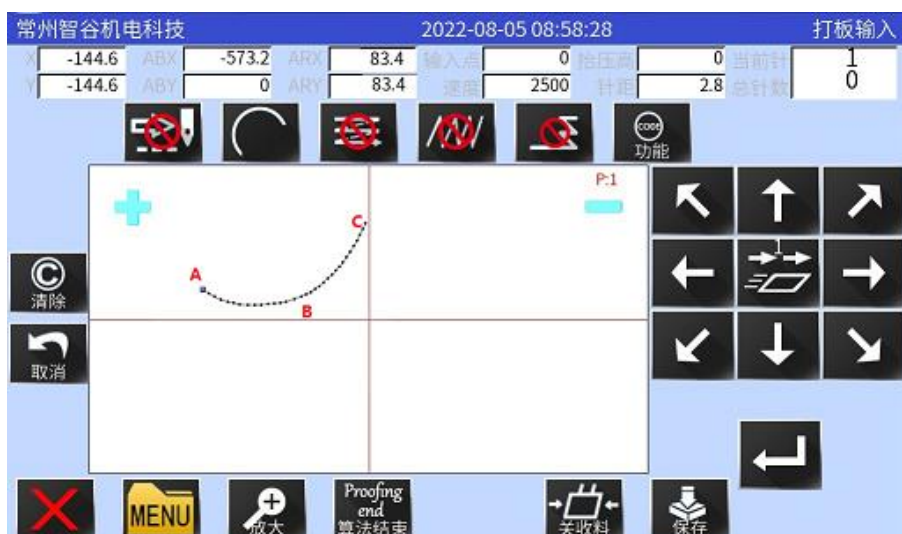 常州智谷机电科技 2022-08-05 08:58:28 打板输入
X -144.6 ABX -573.2 ARX 83.4 输入点 0 抬压高 0 当前针 1
Y -144.6 ABY 0 ARY 83.4 速度 2500 针距 2.8 总针数 0
CODE
功能
P:1
C
A
B
1
©
清除
取消
MENU
放大
Proofing
end
算法结束
关收料
保存